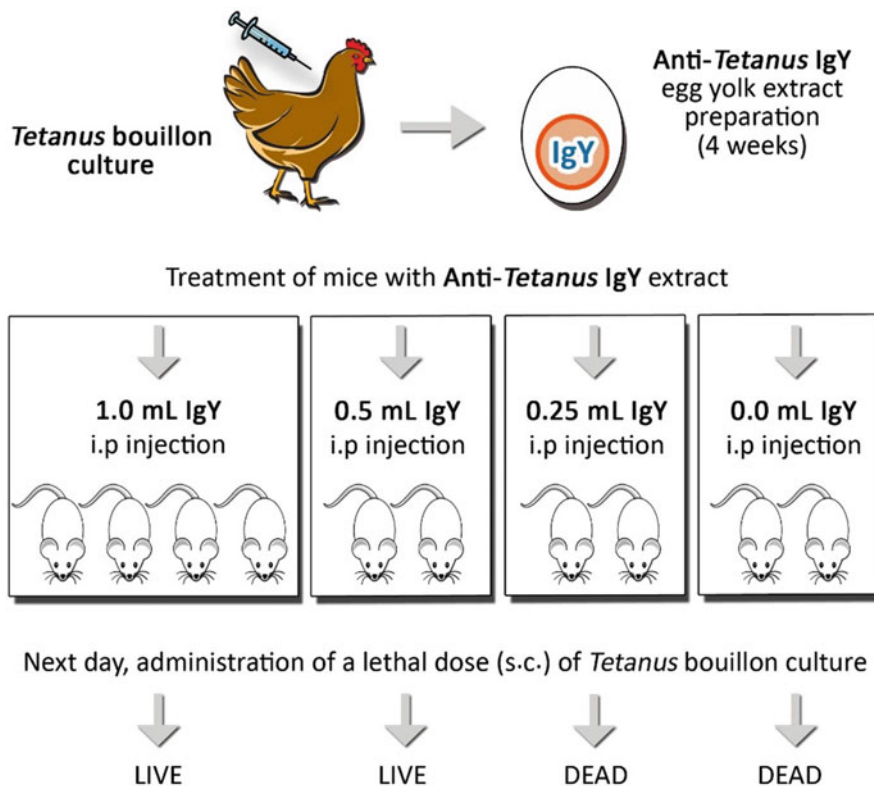 Tetanus bouillon
culture
IgY
Anti-Tetanus IgY
egg yolk extract
preparation
(4 weeks)
Treatment of mice with Anti-Tetanus IgY extract
1.0 mL IgY
i.p injection
0.5 mL IgY
i.p injection
0.25 mL IgY
i.p injection
0.0 mL IgY
i.p injection
Next day, administration of a lethal dose (s.c.) of Tetanus bouillon culture
LIVE
LIVE
DEAD
DEAD